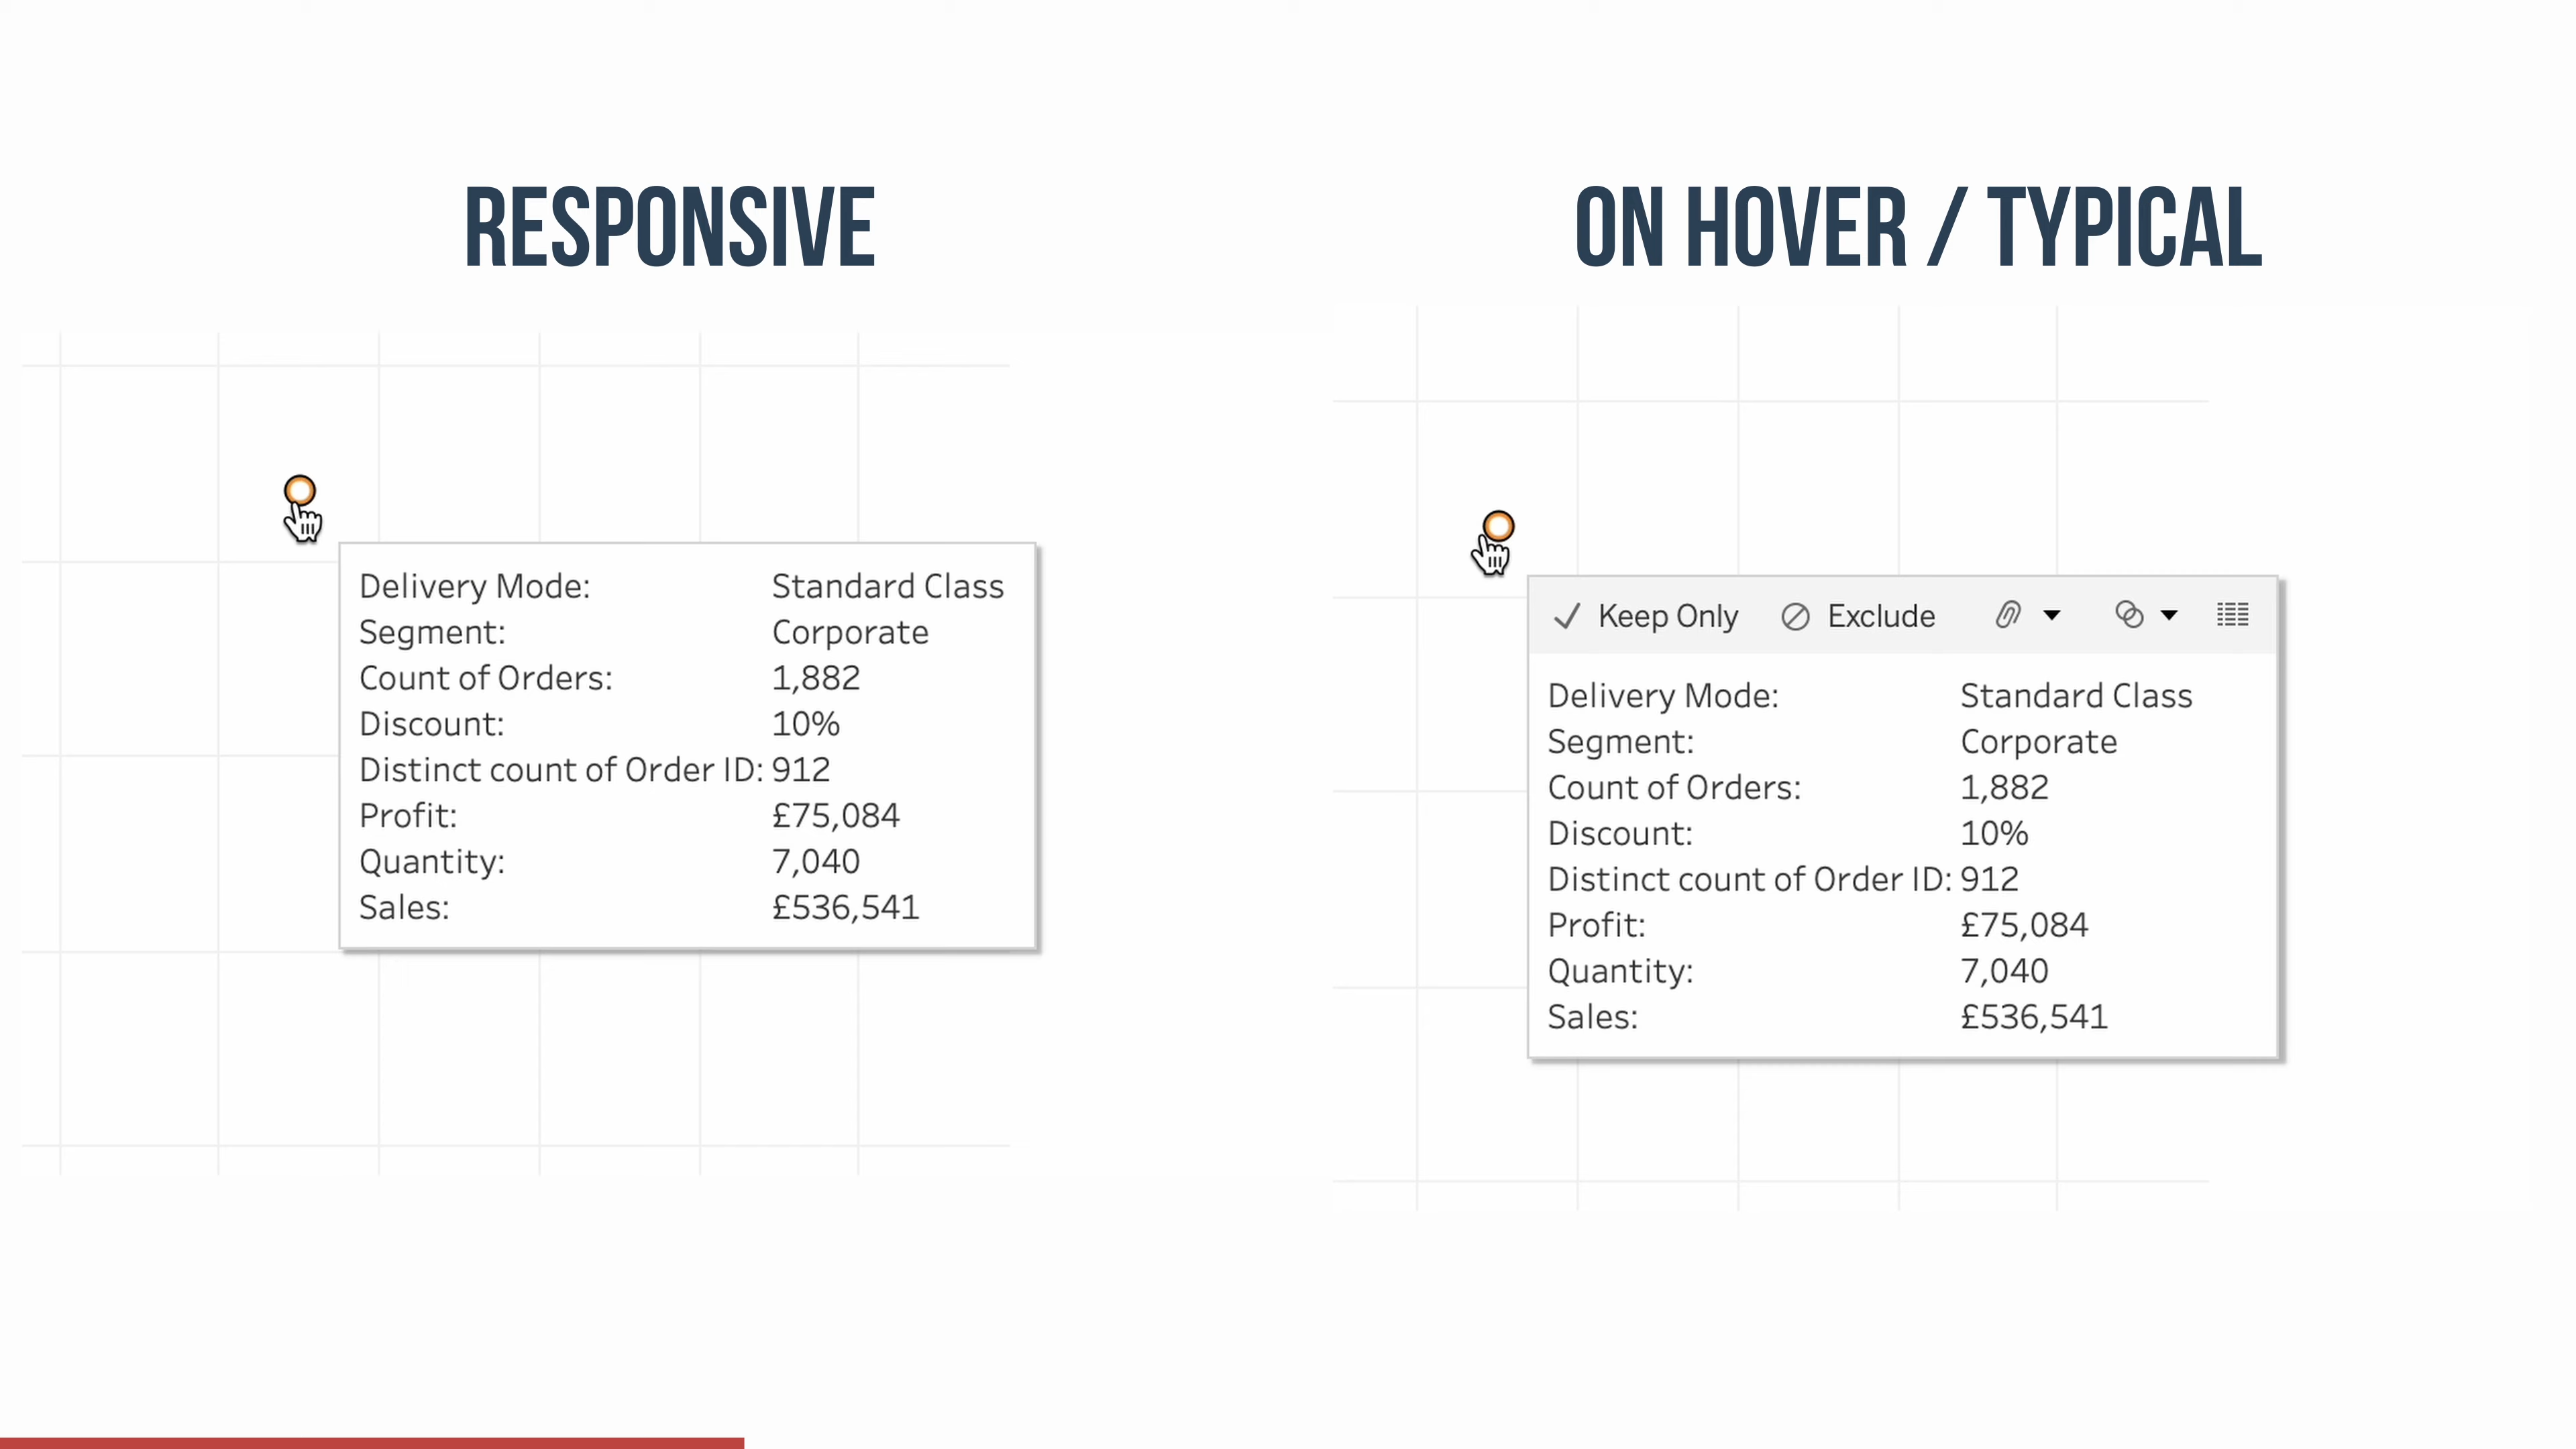 RESPONSIVE
Delivery Mode: Standard Class
Segment: Corporate
Count of Orders: 1,882
Discount: 10%
Distinct count of Order ID: 912
Profit: £75,084
Quantity: 7,040
Sales: £536,541
ON HOVER / TYPICAL
Keep Only Exclude
Delivery Mode: Standard Class
Segment: Corporate
Count of Orders: 1,882
Discount: 10%
Distinct count of Order ID: 912
Profit: £75,084
Quantity: 7,040
Sales: £536,541